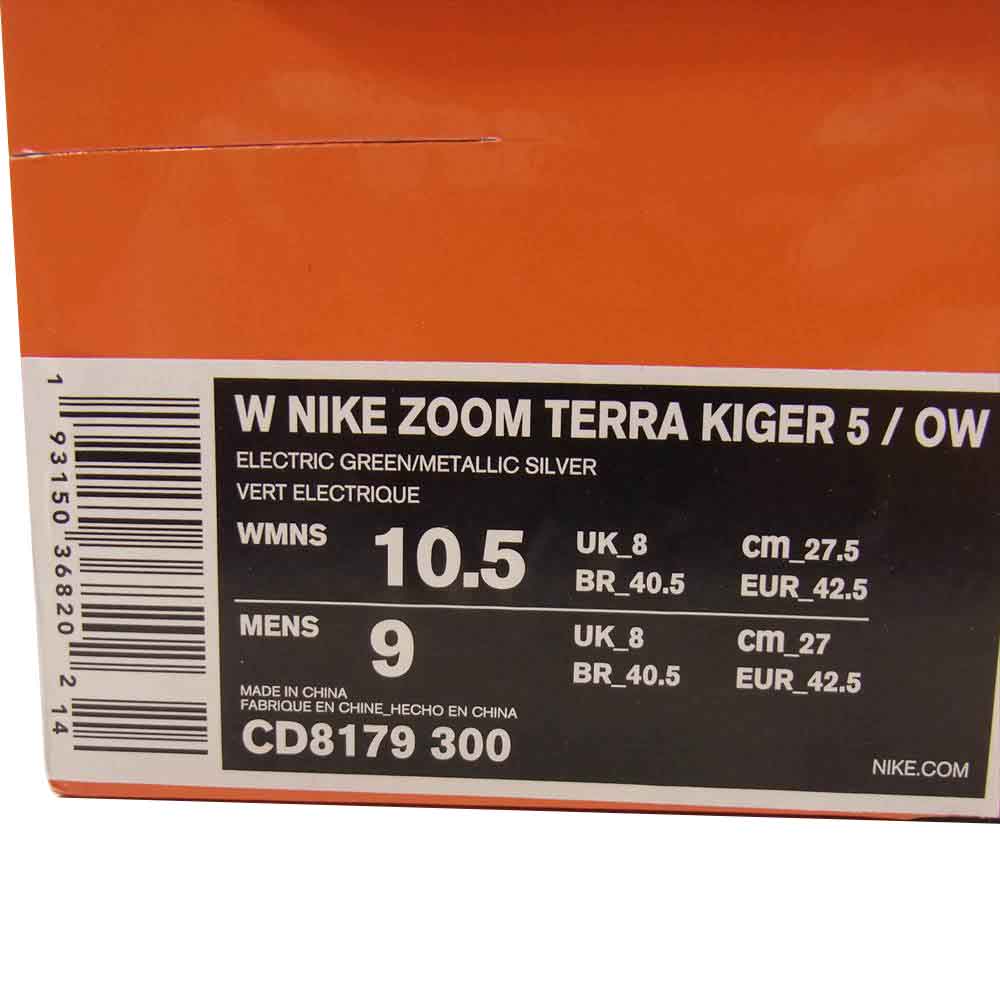 W NIKE ZOOM TERRA KIGER 5 / OW
ELECTRIC GREEN/METALLIC SILVER
VERT ELECTRIQUE
WMNS 10.5 UK_8 cm_27.5
BR_40.5 EUR_42.5
MENS 9 UK_8 cm_27
BR_40.5 EUR_42.5
MADE IN CHINA
FABRIQUE EN CHINE_HECHO EN CHINA
CD8179 300
NIKE.COM
1 93150 36820 2 14